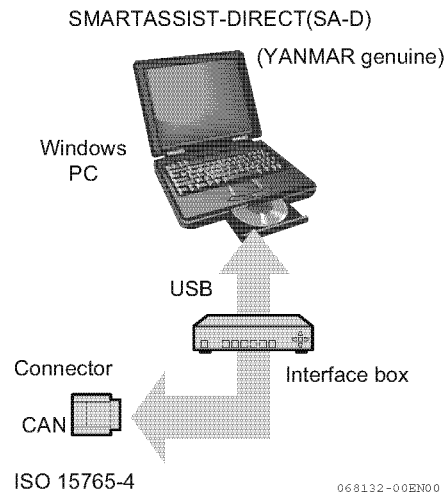 SMARTASSIST-DIRECT(SA-D)
(YANMAR genuine)
Windows
PC
USB
Interface box
Connector
CAN
ISO 15765-4
068132-00EN00